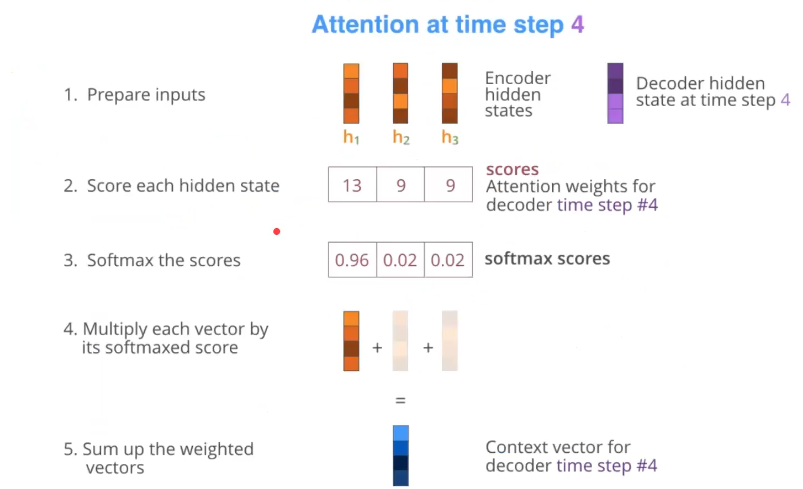 Attention at time step 4
1. Prepare inputs
h1 h2 h3
Encoder
hidden
states
Decoder hidden
state at time step 4
2. Score each hidden state
13 9 9
scores
Attention weights for
decoder time step #4
3. Softmax the scores
0.96 0.02 0.02
softmax scores
4. Multiply each vector by
its softmaxed score
+ +
=
5. Sum up the weighted
vectors
Context vector for
decoder time step #4